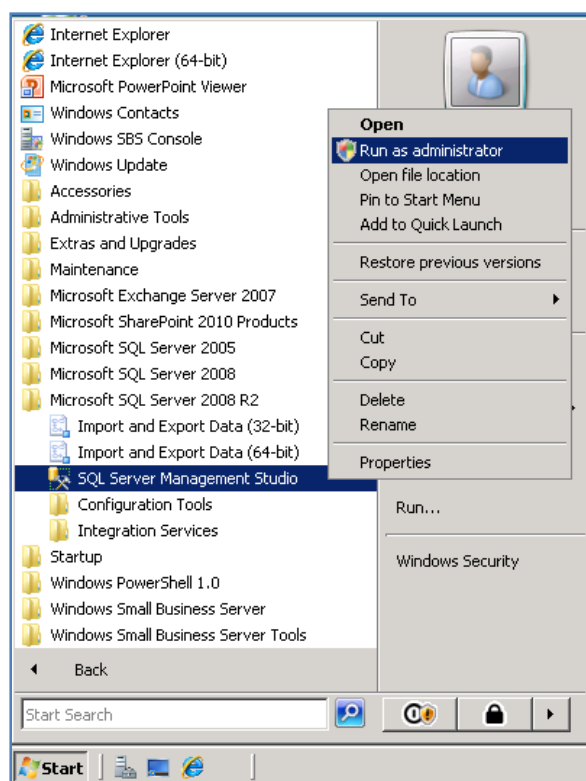 Internet Explorer
Internet Explorer (64-bit)
Microsoft PowerPoint Viewer
Windows Contacts
Windows SBS Console
Windows Update
Accessories
Administrative Tools
Extras and Upgrades
Maintenance
Microsoft Exchange Server 2007
Microsoft SharePoint 2010 Products
Microsoft SQL Server 2005
Microsoft SQL Server 2008
Microsoft SQL Server 2008 R2
Import and Export Data (32-bit)
Import and Export Data (64-bit)
SQL Server Management Studio
Configuration Tools
Integration Services
Startup
Windows PowerShell 1.0
Windows Small Business Server
Windows Small Business Server Tools
Back
Start Search
Start
Open
Run as administrator
Open file location
Pin to Start Menu
Add to Quick Launch
Restore previous versions
Send To
Cut
Copy
Delete
Rename
Properties
Run...
Windows Security